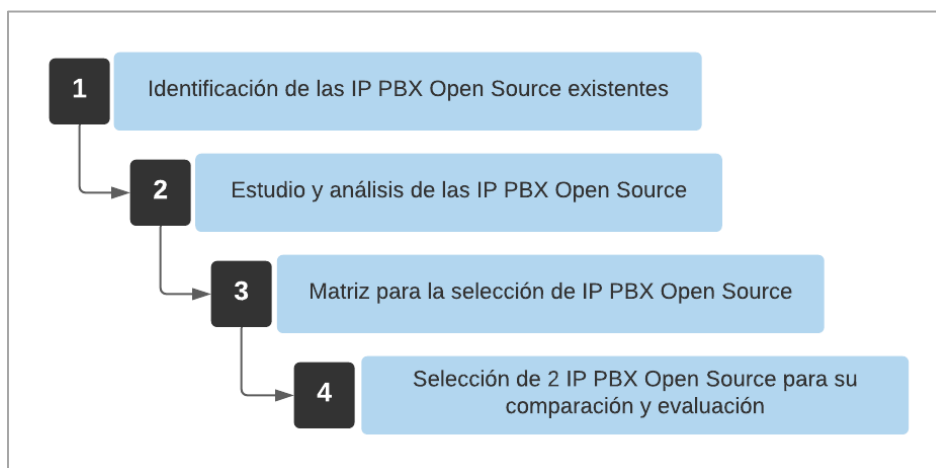 1
Identificación de las IP PBX Open Source existentes
2
Estudio y análisis de las IP PBX Open Source
3
Matriz para la selección de IP PBX Open Source
4
Selección de 2 IP PBX Open Source para su
comparación y evaluación